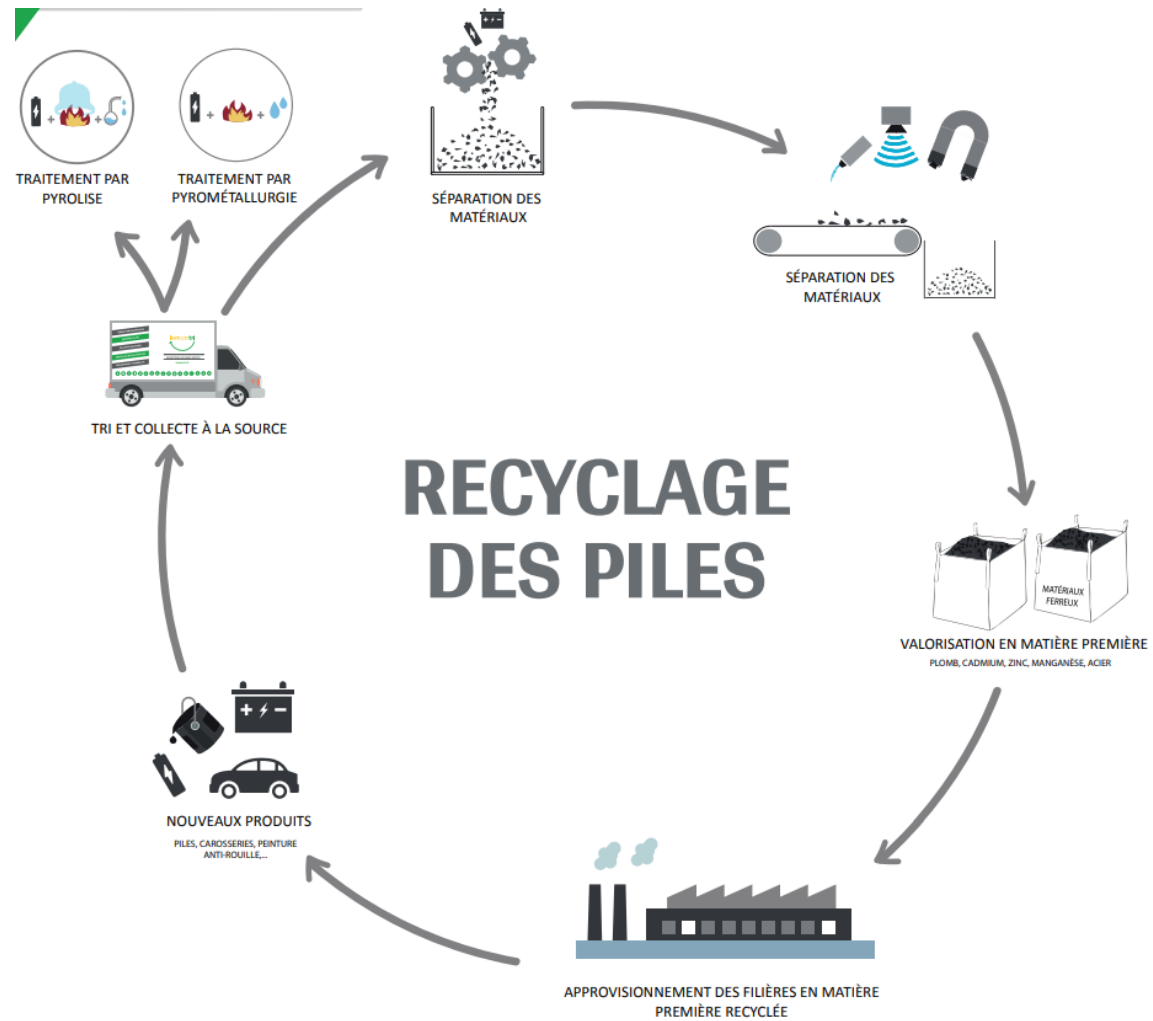 TRAITEMENT PAR
PYROLISE
TRAITEMENT PAR
PYROMÉTALLURGIE
SÉPARATION DES
MATÉRIAUX
SÉPARATION DES
MATÉRIAUX
TRI ET COLLECTE À LA SOURCE
RECYCLAGE
DES PILES
MATÉRIAUX
FERREUX
VALORISATION EN MATIÈRE PREMIÈRE
PLOMB, CADMIUM, ZINC, MANGANÈSE, ACIER
NOUVEAUX PRODUITS
PILES, CAROSSERIES, PEINTURE
ANTI-ROUILLE,...
APPROVISIONNEMENT DES FILIÈRES EN MATIÈRE
PREMIÈRE RECYCLÉE